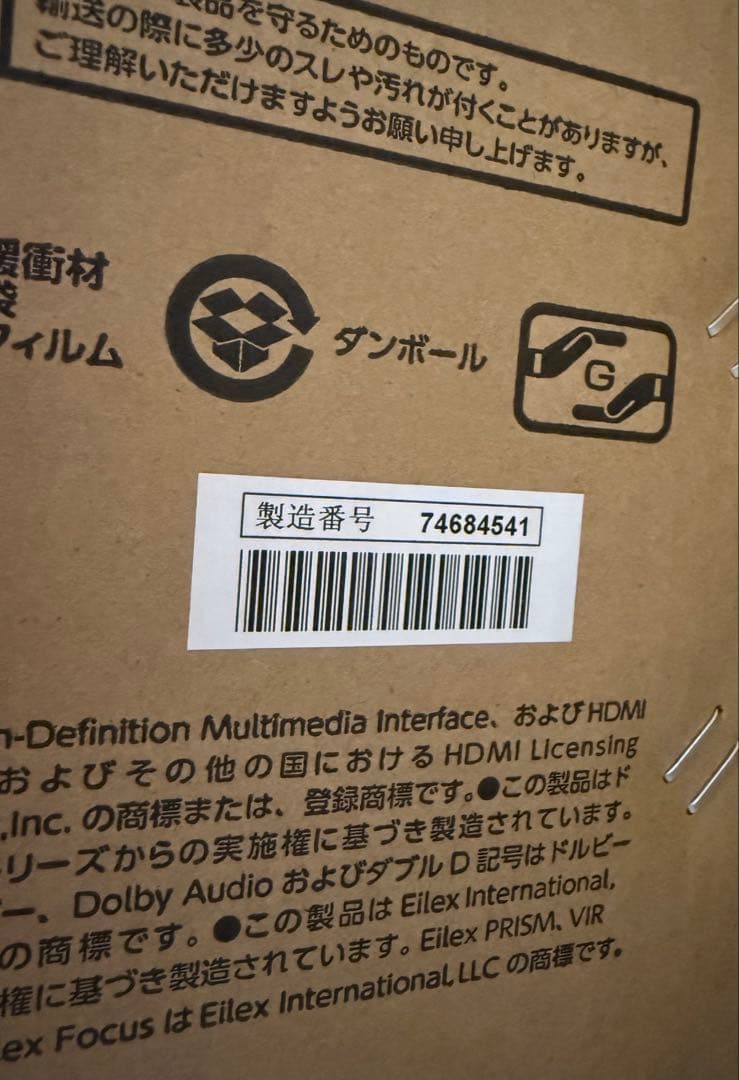 製品を守るためのものです。
輸送の際に多少のスレや汚れが付くことがありますが、
ご理解いただけますようお願い申し上げます。
緩衝材
袋
フィルム
ダンボール
G
製造番号 74684541
n-Definition Multimedia Interface、およびHDMI
およびその他の国における HDMI Licensing
,Inc. の商標または、登録商標です。●この製品はド
リーズからの実施権に基づき製造されています。
ー、Dolby Audio およびダブル D 記号はドルビー
の商標です。●この製品は Eilex International,
権に基づき製造されています。Eilex PRISM、VIR
ex Focus は Eilex International,LLC の商標です。